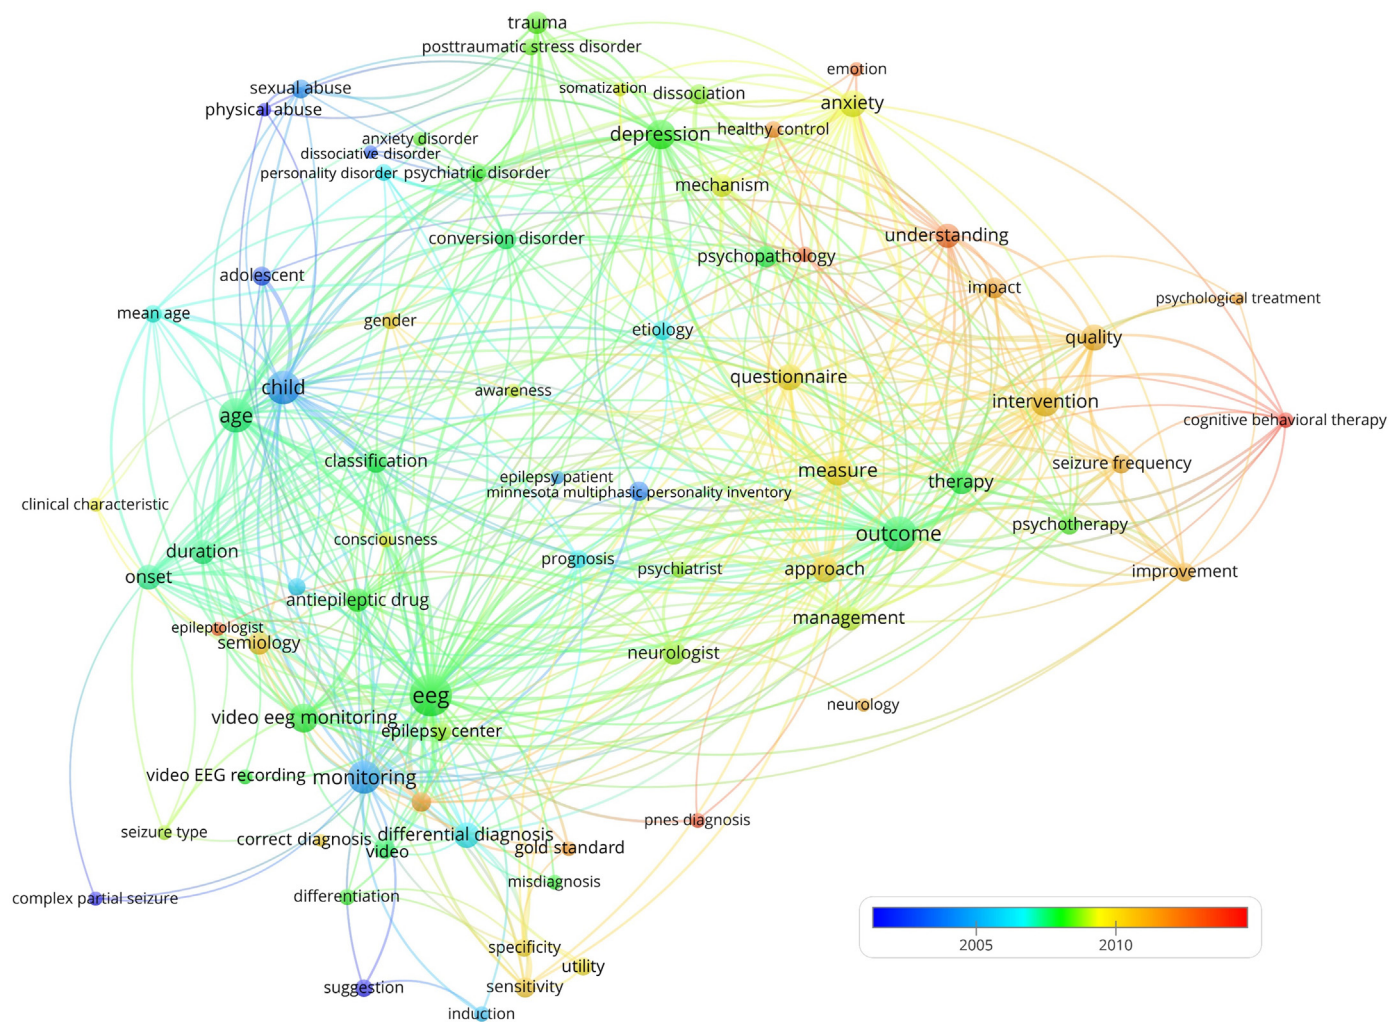 trauma
posttraumatic stress disorder
emotion
sexual abuse
somatization
dissociation
anxiety
physical abuse
depression
healthy control
anxiety disorder
dissociative disorder
personality disorder
psychiatric disorder
mechanism
conversion disorder
understanding
psychopathology
adolescent
impact
psychological treatment
mean age
gender
etiology
quality
questionnaire
child
awareness
intervention
age
cognitive behavioral therapy
classification
seizure frequency
measure
epilepsy patient
therapy
minnesota multiphasic personality inventory
clinical characteristic
psychotherapy
outcome
consciousness
duration
prognosis
psychiatrist
approach
improvement
onset
antiepileptic drug
management
epileptologist
semiology
neurologist
eeg
neurology
video eeg monitoring
epilepsy center
video EEG recording
monitoring
pnes diagnosis
seizure type
correct diagnosis
differential diagnosis
video
gold standard
misdiagnosis
complex partial seizure
differentiation
specificity
utility
suggestion
sensitivity
induction
2005
2010